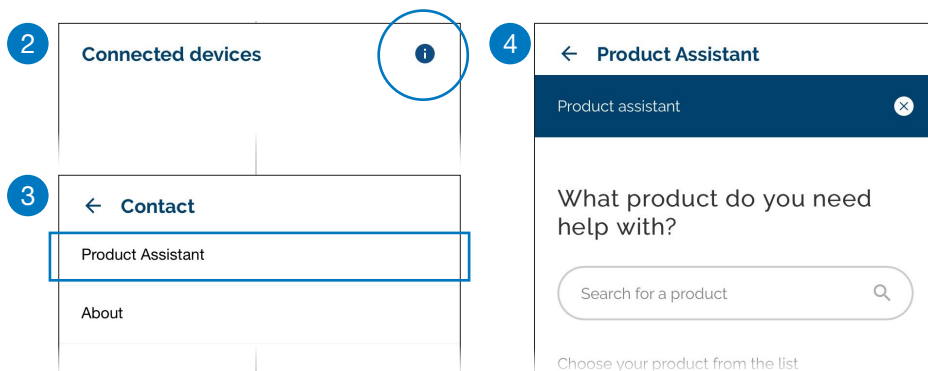 2
Connected devices
i
3
Contact
Product Assistant
About
4
Product Assistant
Product assistant
What product do you need
help with?
Search for a product
Choose your product from the list